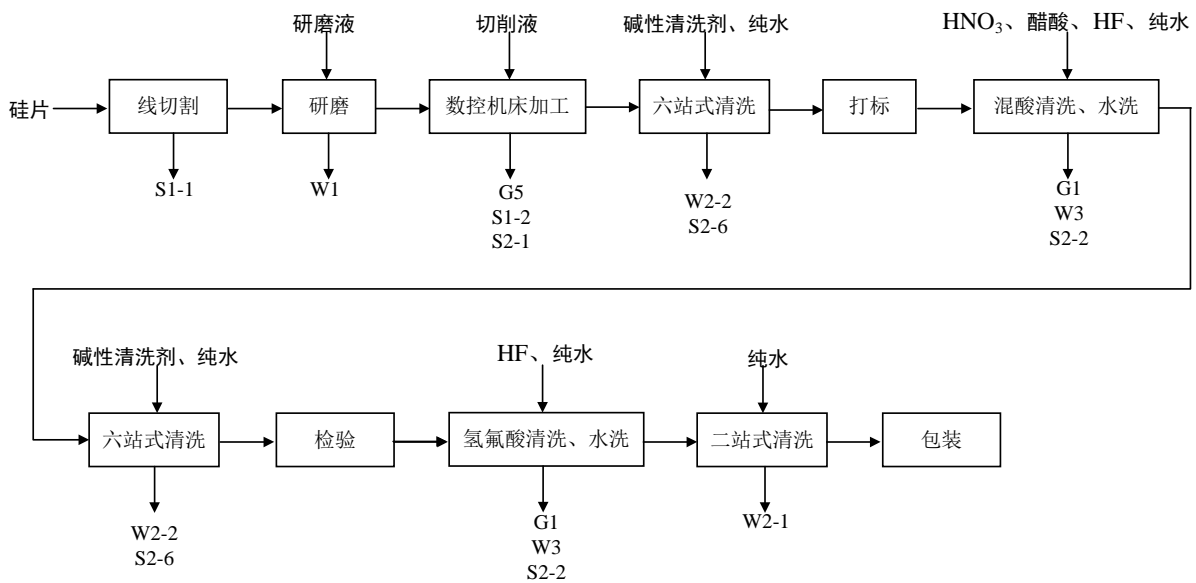 研磨液
切削液
碱性清洗剂、纯水
HNO₃、醋酸、HF、纯水
硅片
线切割
研磨
数控机床加工
六站式清洗
打标
混酸清洗、水洗
S1-1
W1
G5
S1-2
S2-1
W2-2
S2-6
G1
W3
S2-2
碱性清洗剂、纯水
HF、纯水
纯水
六站式清洗
检验
氢氟酸清洗、水洗
二站式清洗
包装
W2-2
S2-6
G1
W3
S2-2
W2-1